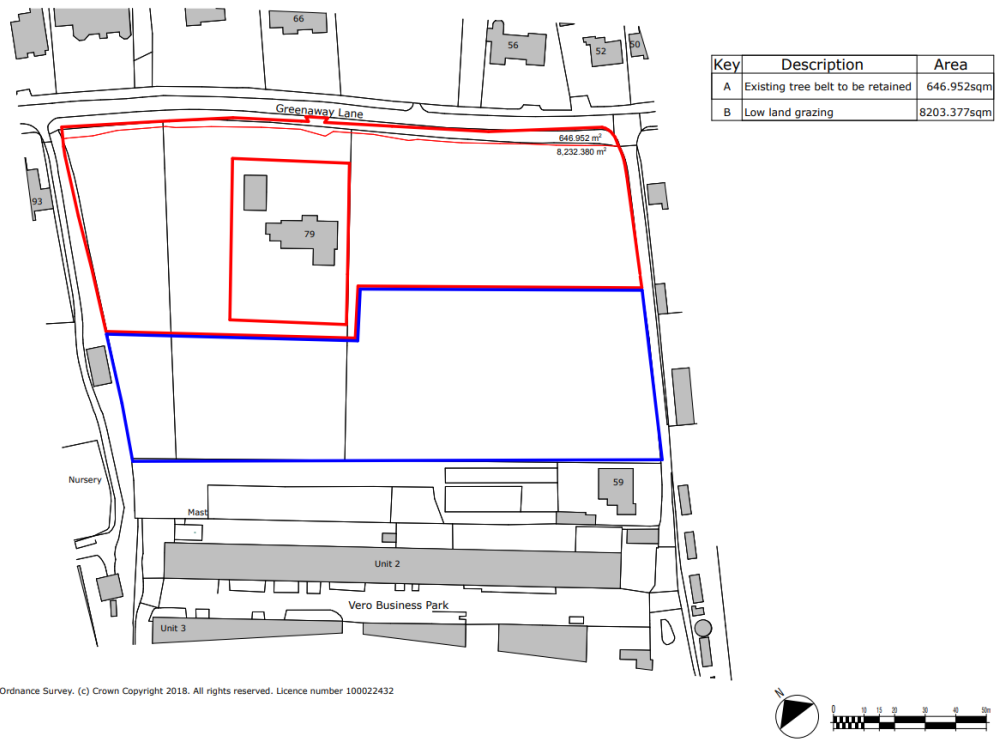 66
56
52
50
Key Description Area
A Existing tree belt to be retained 646.952sqm
B Low land grazing 8203.377sqm
Greenaway Lane
646.952 m²
8,232.380 m²
93
79
Nursery
59
Mast
Unit 2
Vero Business Park
Unit 3
Ordnance Survey. (c) Crown Copyright 2018. All rights reserved. Licence number 100022432
N
0 10 15 20 30 40 50m